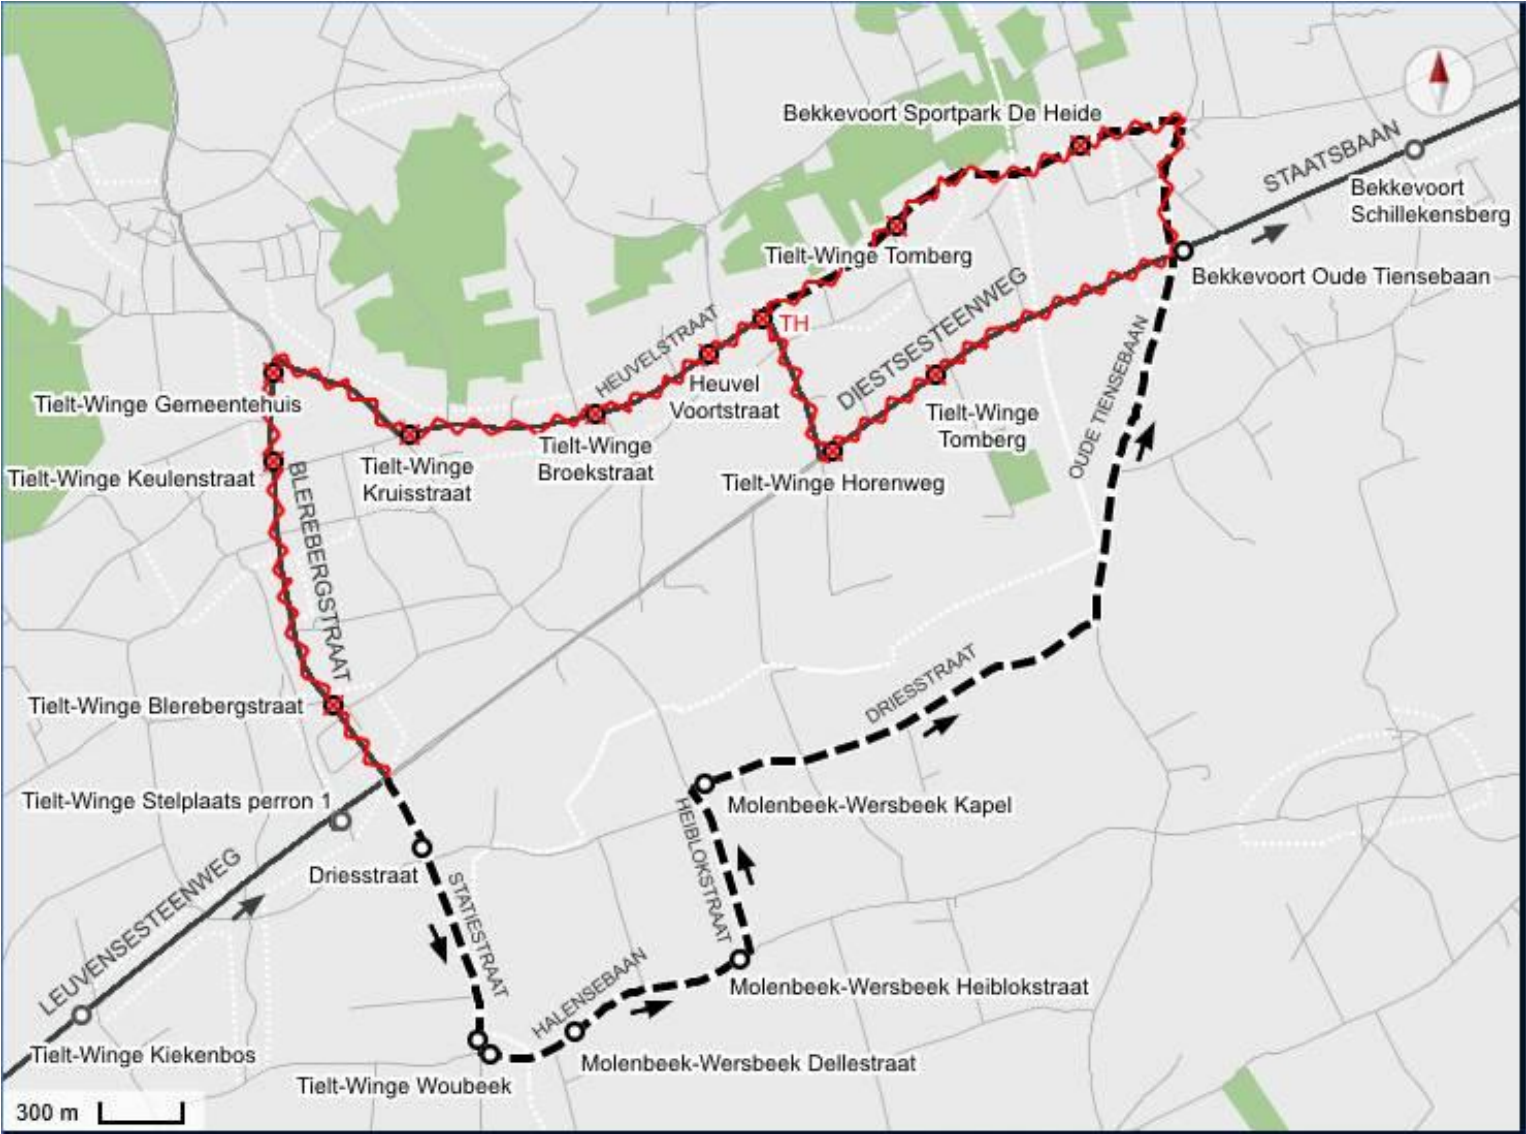 Bekkevoort Sportpark De Heide
STAATSBAAN
Bekkevoort
Schillekensberg
Tielt-Winge Tomberg
Bekkevoort Oude Tiensebaan
HEUVELSTRAAT
TH
DIESTSESTEENWEG
OUDE TIENSEBAAN
Heuvel
Voortstraat
Tielt-Winge Gemeentehuis
Tielt-Winge
Tomberg
Tielt-Winge
Broekstraat
Tielt-Winge
Kruisstraat
Tielt-Winge Keulenstraat
Tielt-Winge Horenweg
BLEREBERGSTRAAT
Tielt-Winge Blerebergstraat
DRIESSTRAAT
Tielt-Winge Stelplaats perron 1
Molenbeek-Wersbeek Kapel
HEIBLOKSTRAAT
Driesstraat
STATIESTRAAT
LEUVENSESTEENWEG
HALENSEBAAN
Molenbeek-Wersbeek Heiblokstraat
Tielt-Winge Kiekenbos
Molenbeek-Wersbeek Dellestraat
Tielt-Winge Woubeek
300 m